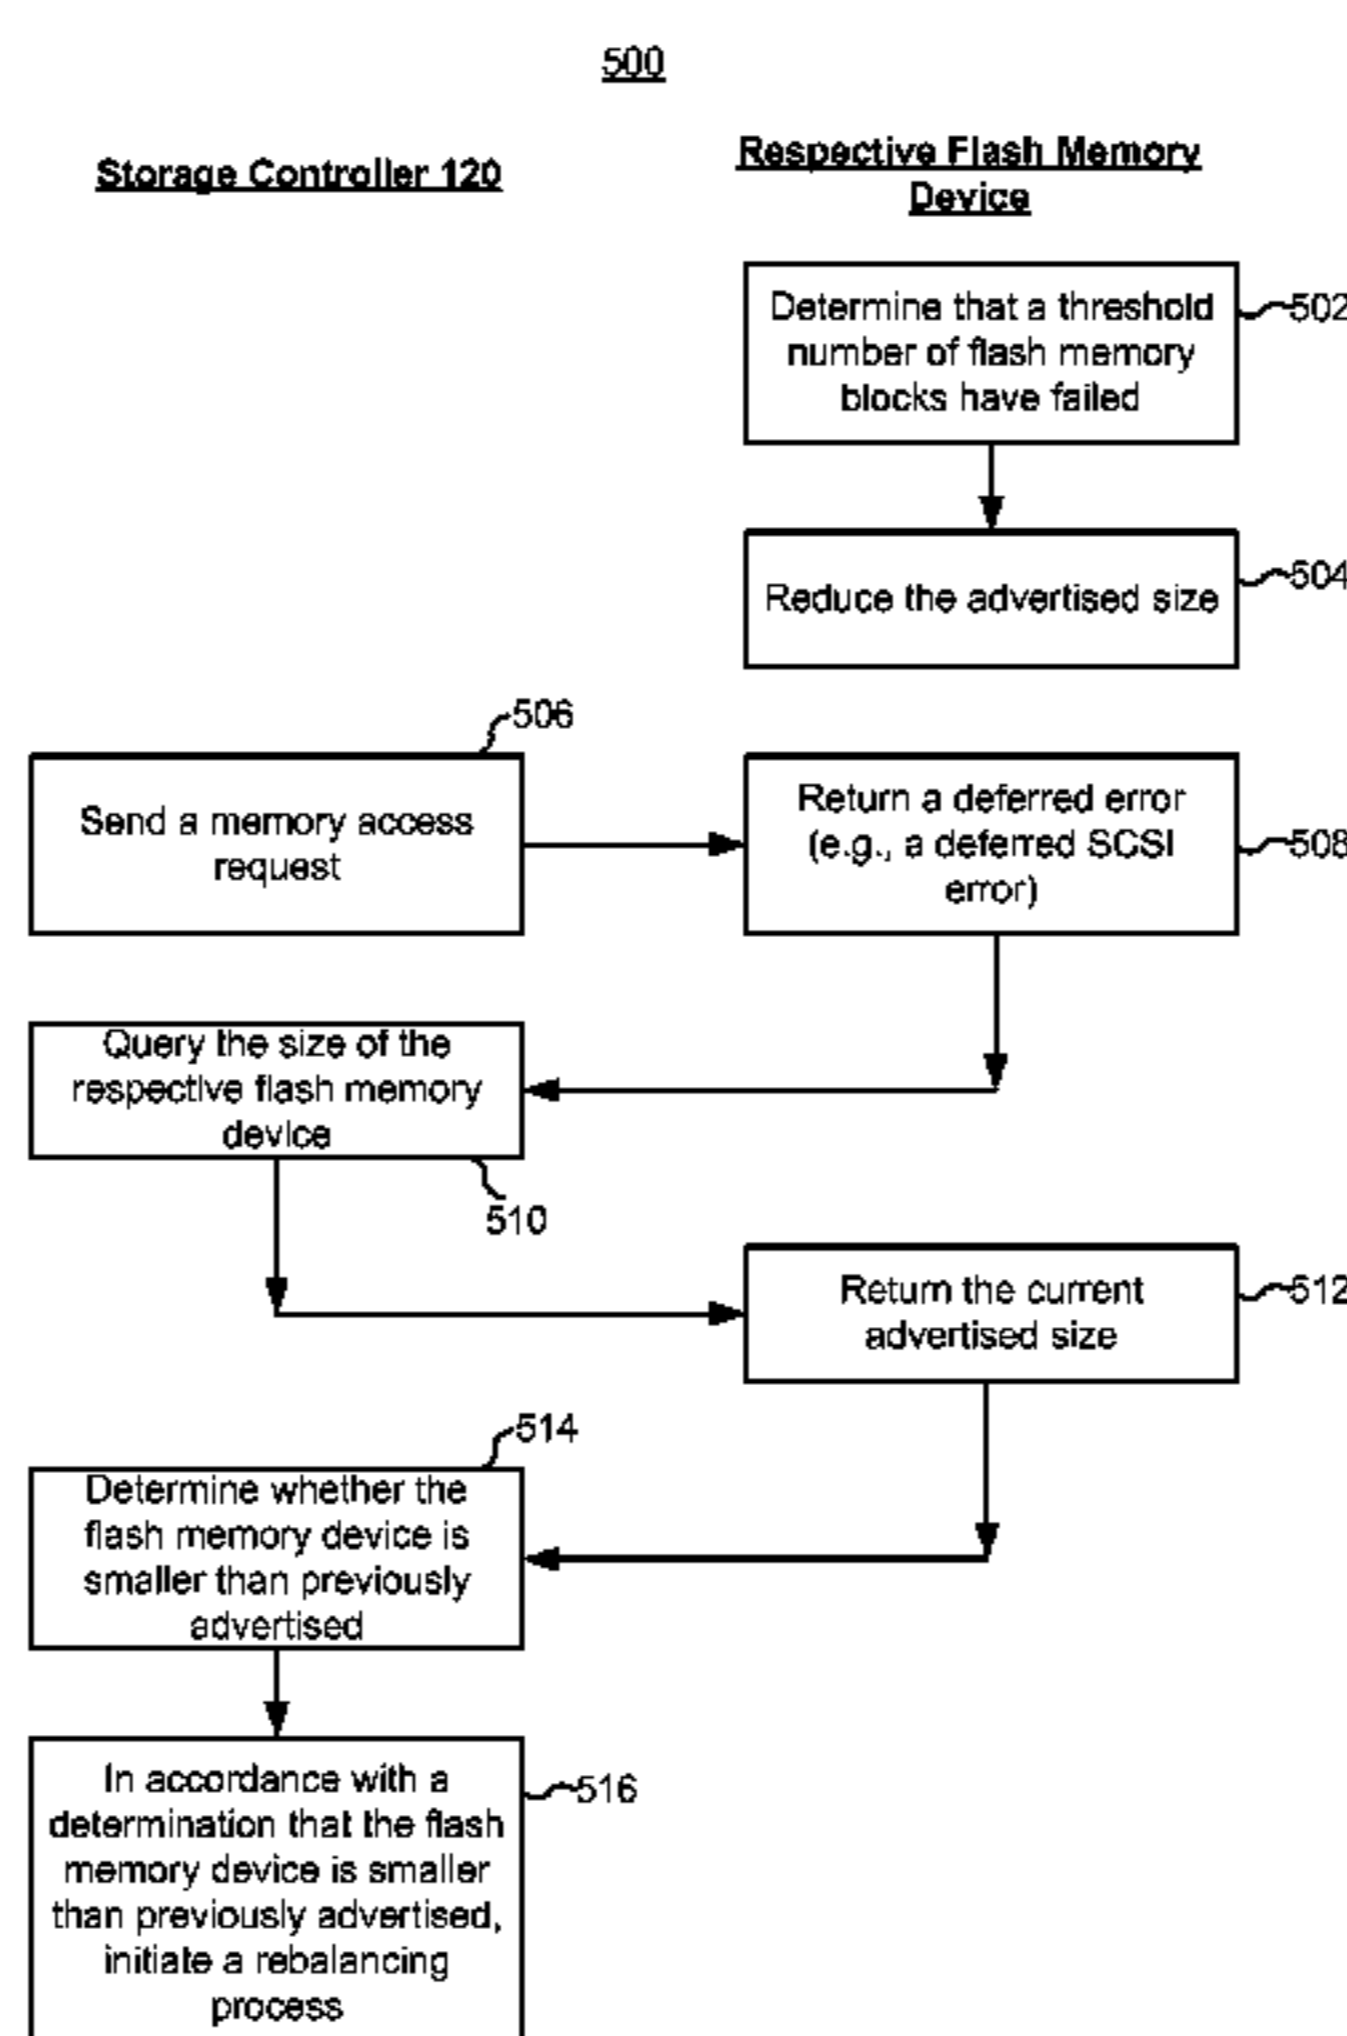 500
Storage Controller 120
Respective Flash Memory
Device
Determine that a threshold
number of flash memory
blocks have failed
502
Reduce the advertised size
504
506
Send a memory access
request
Return a deferred error
(e.g., a deferred SCSI
error)
508
Query the size of the
respective flash memory
device
510
Return the current
advertised size
512
514
Determine whether the
flash memory device is
smaller than previously
advertised
In accordance with a
determination that the flash
memory device is smaller
than previously advertised,
initiate a rebalancing
process
516